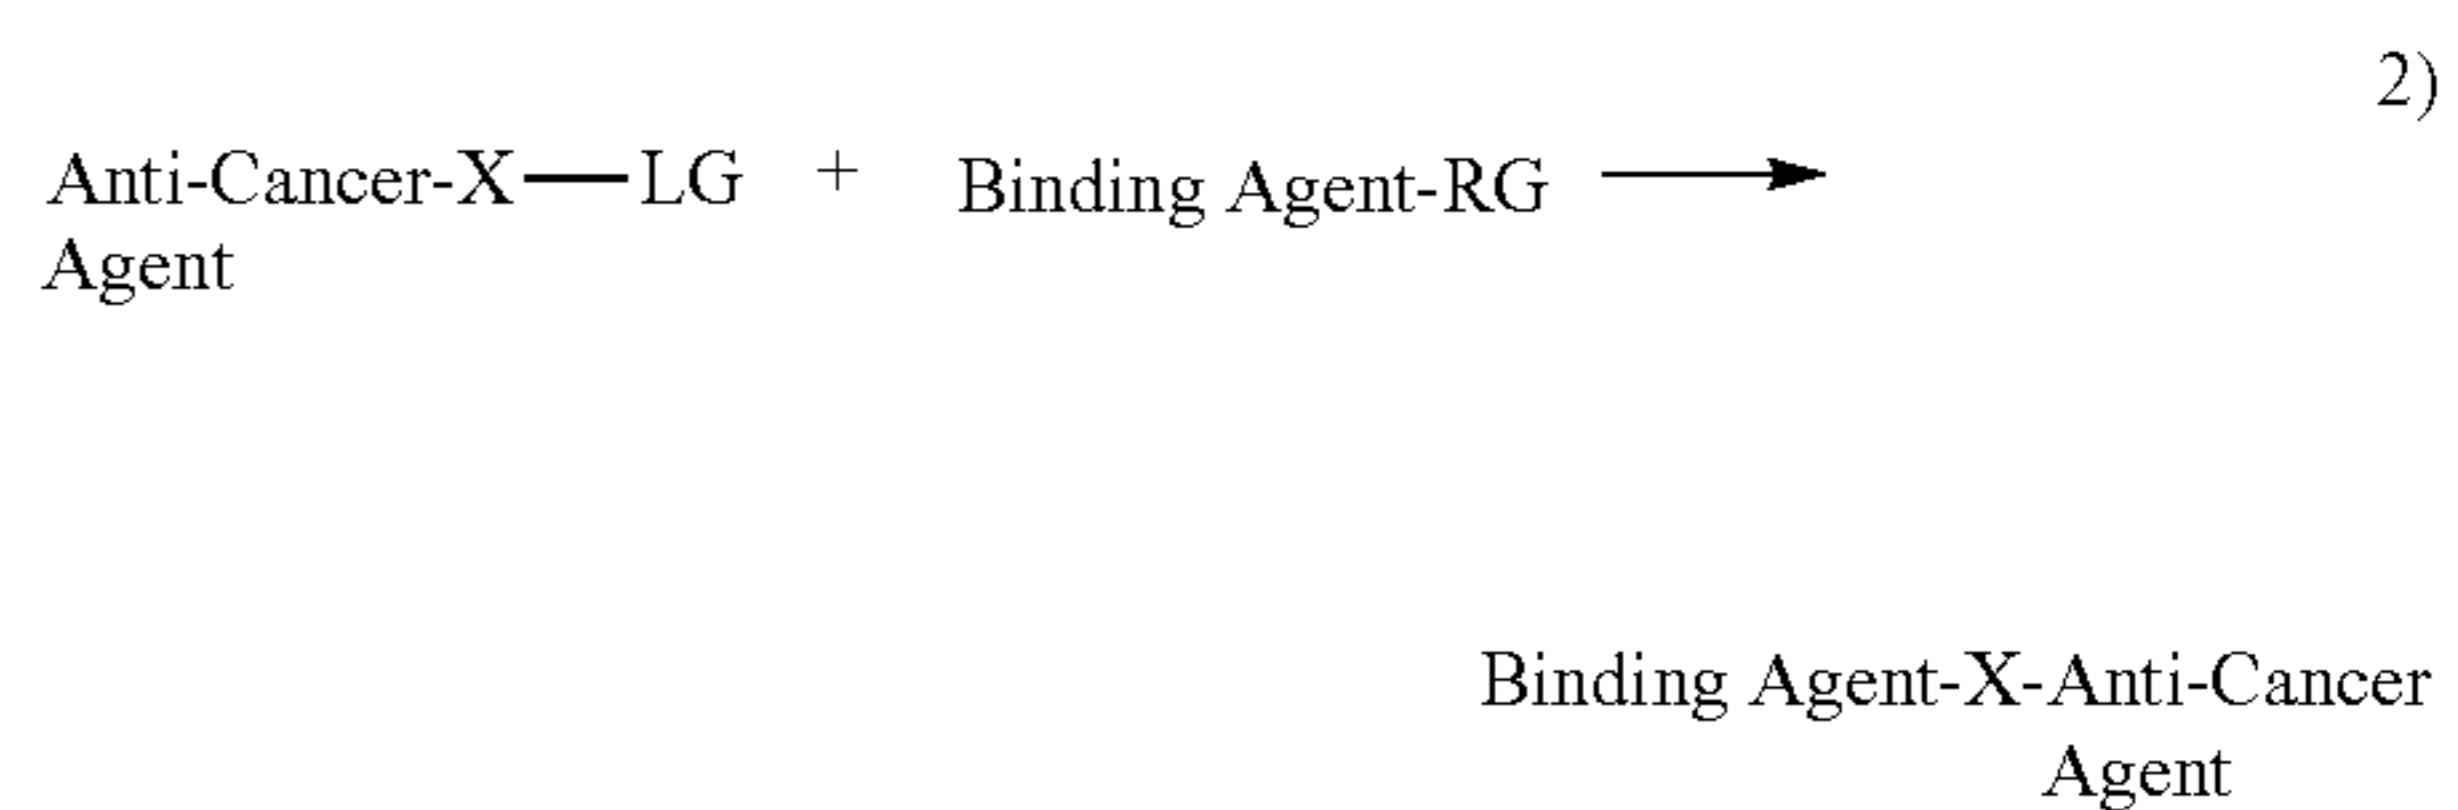 2)
Anti-Cancer-X—LG + Binding Agent-RG
Agent
Binding Agent-X-Anti-Cancer
Agent